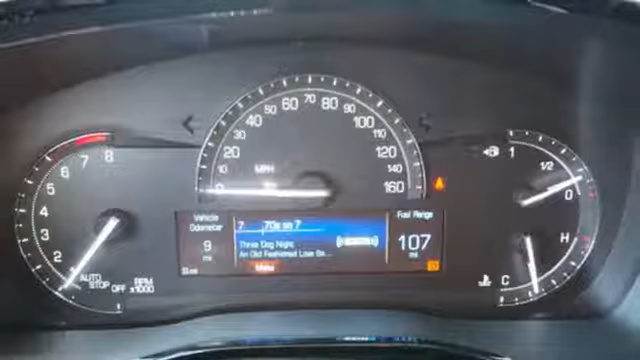 10 20 30 40 50 60 70 80 90 100 110 120 140 160
0
MPH
1 2 3 4 5 6 7 8
AUTO
STOP
OFF
RPM
x1000
1
1/2
0
H
C
Vehicle
Odometer
9
mi
7 70s on 7
Three Dog Night
An Old Fashioned Love So...
Menu
Fuel Range
107
mi